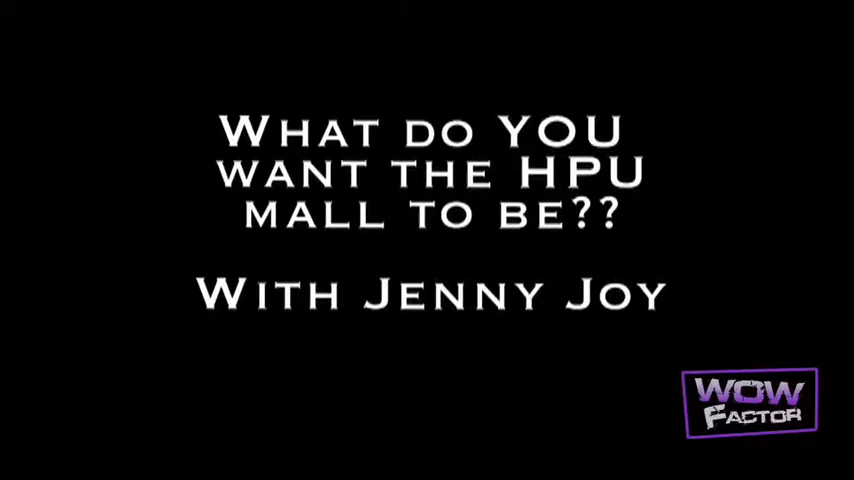 What do YOU
want the HPU
mall to be??
With Jenny Joy
WOW
Factor